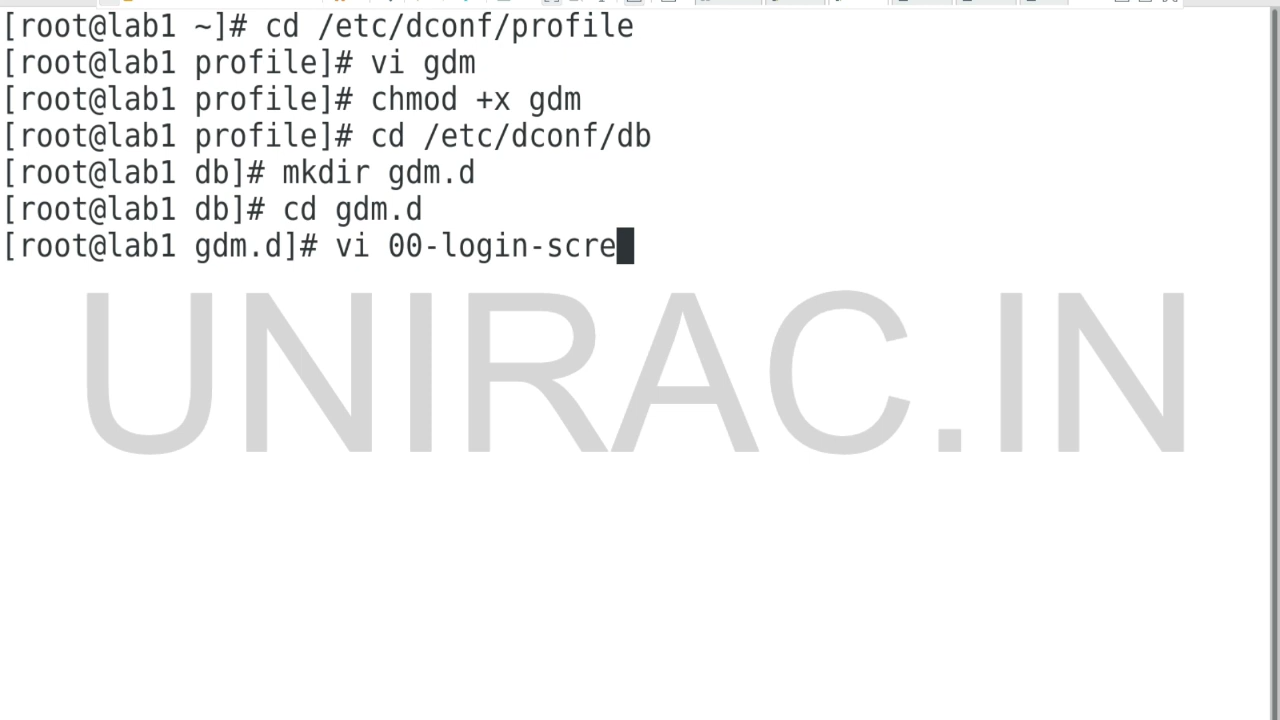 [root@lab1 ~]# cd /etc/dconf/profile
[root@lab1 profile]# vi gdm
[root@lab1 profile]# chmod +x gdm
[root@lab1 profile]# cd /etc/dconf/db
[root@lab1 db]# mkdir gdm.d
[root@lab1 db]# cd gdm.d
[root@lab1 gdm.d]# vi 00-login-scre
UNIRAC.IN